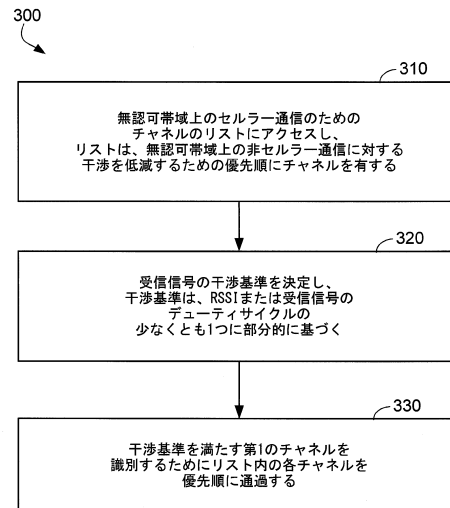 300
310
無認可帯域上のセルラー通信のための
チャネルのリストにアクセスし、
リストは、無認可帯域上の非セルラー通信に対する
干渉を低減するための優先順にチャネルを有する
320
受信信号の干渉基準を決定し、
干渉基準は、RSSIまたは受信信号の
デューティサイクルの
少なくとも1つに部分的に基づく
330
干渉基準を満たす第1のチャネルを
識別するためにリスト内の各チャネルを
優先順に通過する